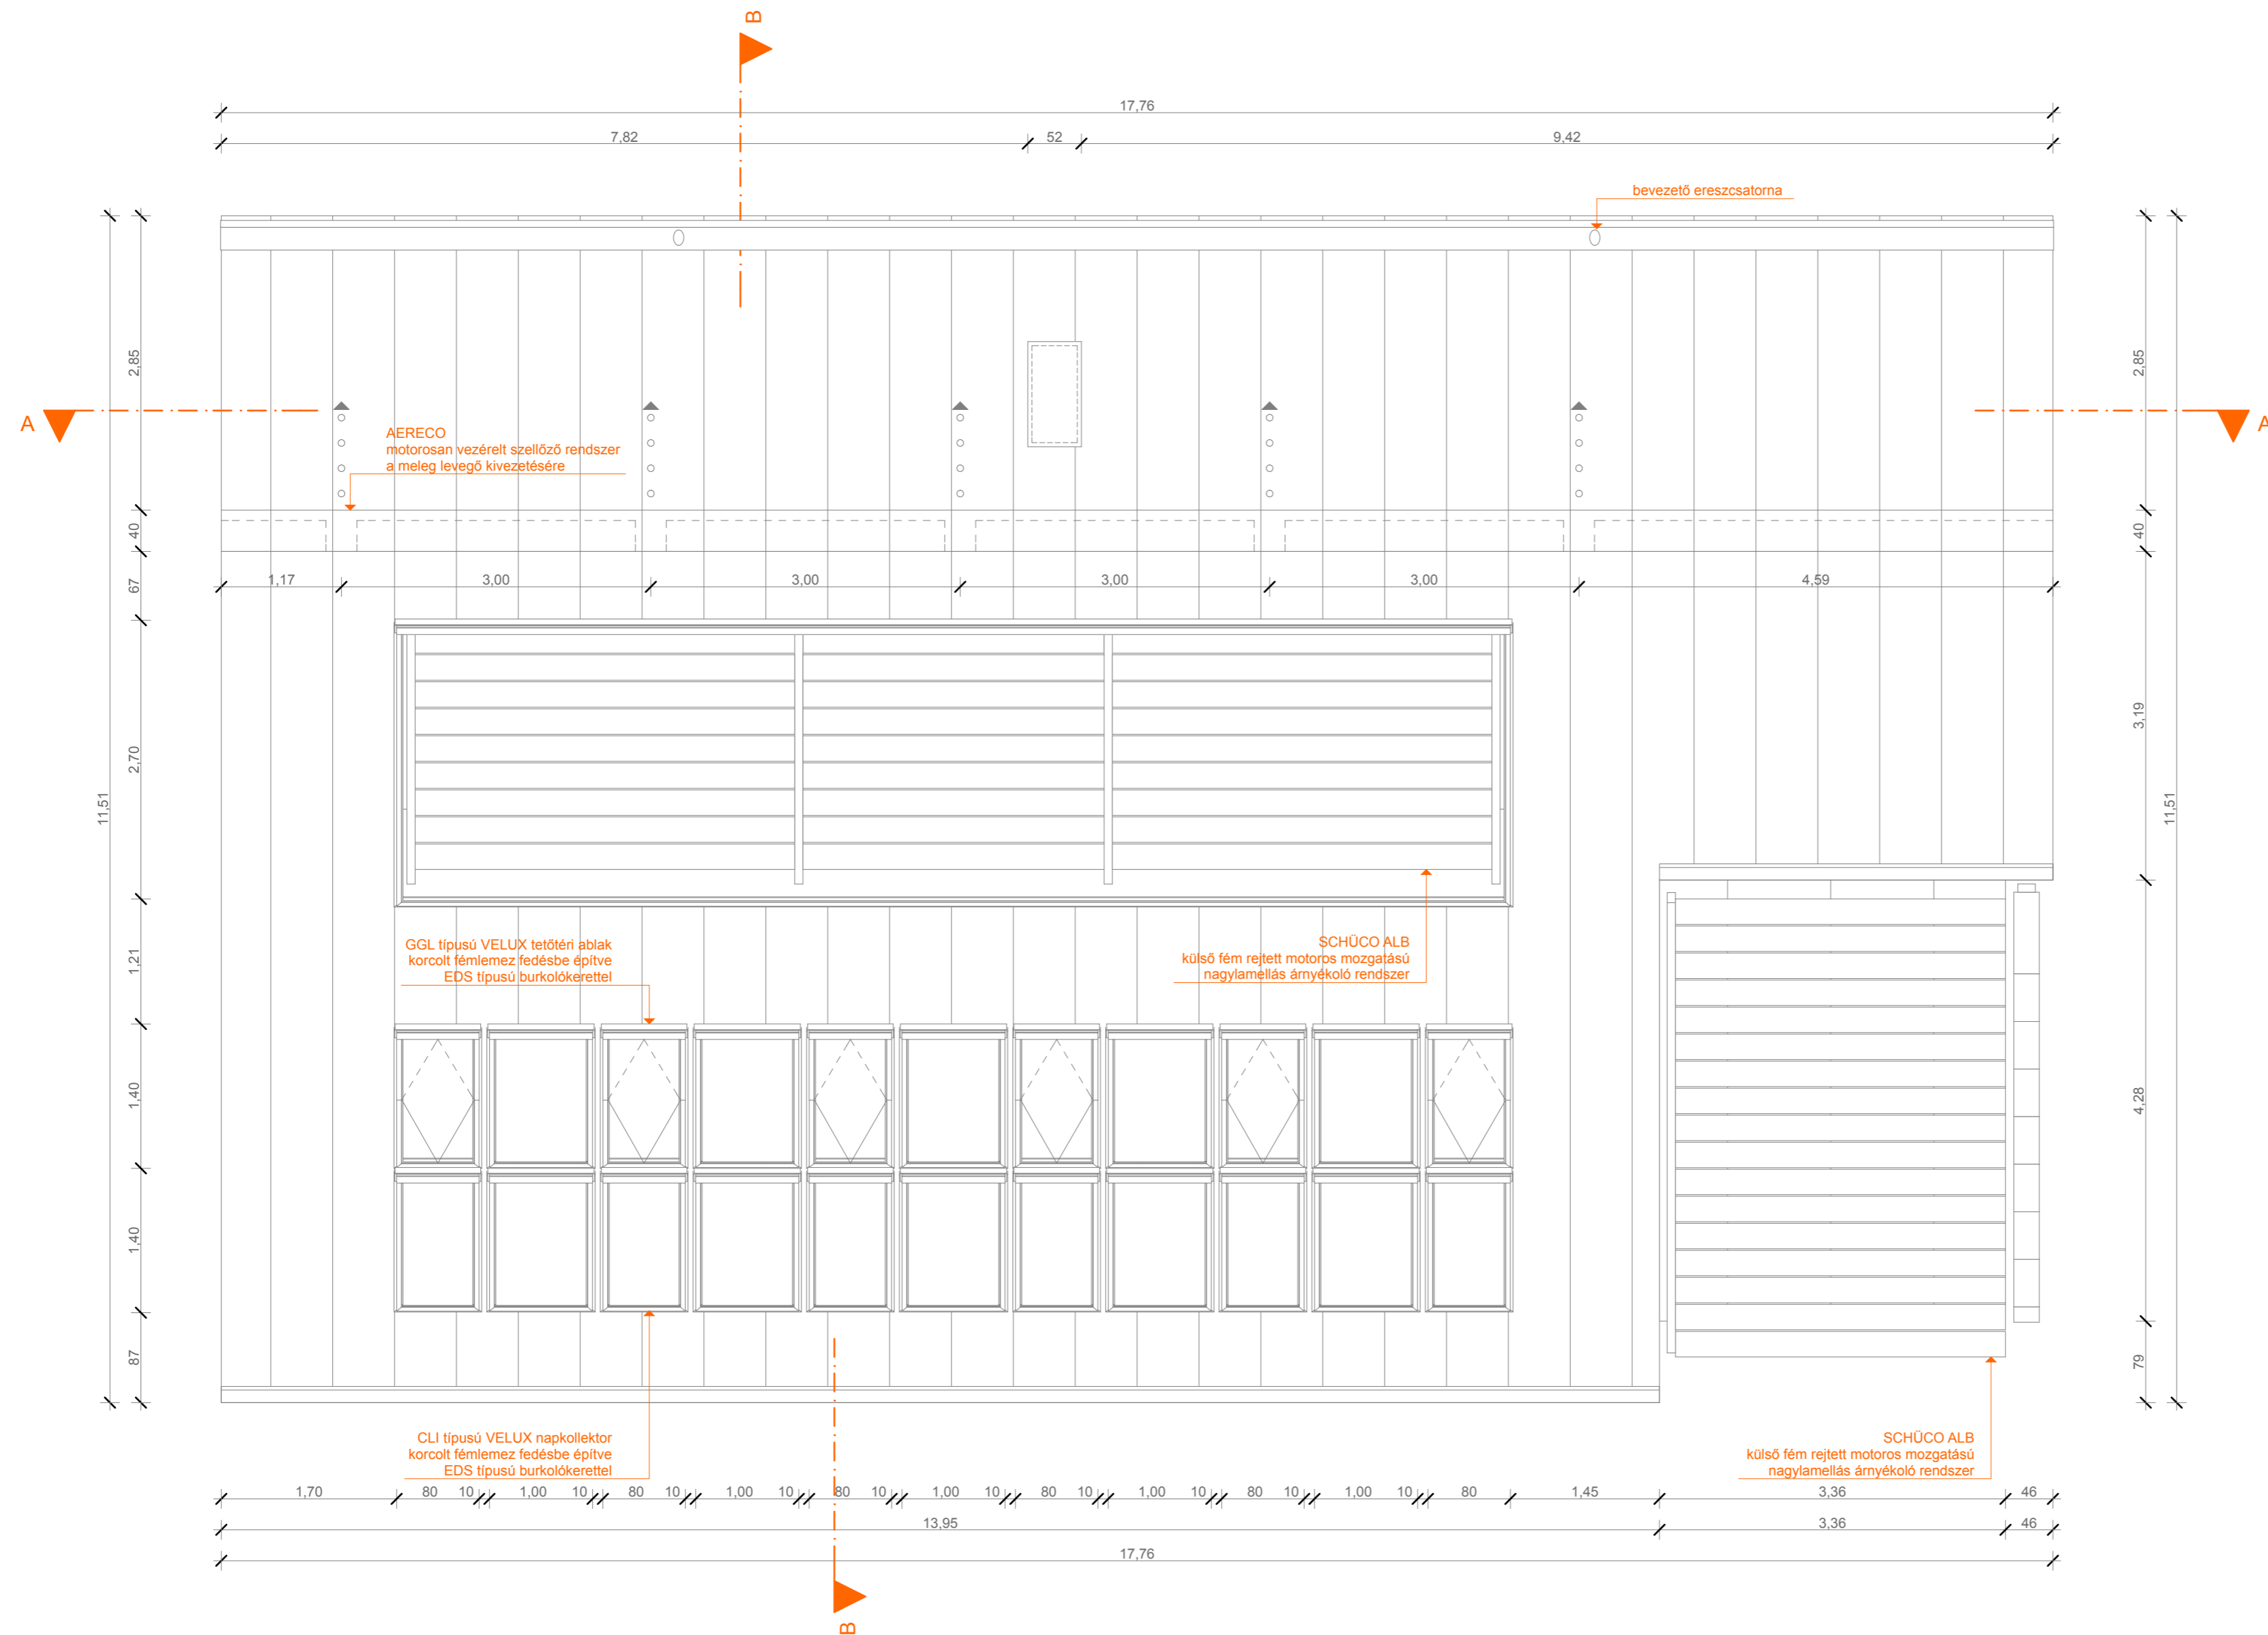 B
17,76
7,82
52
9,42
bevezető ereszcsatorna
2,85
2,85
A
A
AERECO
motorosan vezérelt szellőző rendszer
a meleg levegő kivezetésére
40
40
1,17
3,00
3,00
3,00
3,00
4,59
67
2,70
3,19
11,51
11,51
GGL típusú VELUX tetőtéri ablak
korcolt fémlemez fedésbe építve
EDS típusú burkolókerettel
SCHÜCO ALB
külső fém rejtett motoros mozgatású
nagylamellás árnyékoló rendszer
1,21
1,40
4,28
1,40
87
79
CLI típusú VELUX napkollektor
korcolt fémlemez fedésbe építve
EDS típusú burkolókerettel
SCHÜCO ALB
külső fém rejtett motoros mozgatású
nagylamellás árnyékoló rendszer
1,70 80 10 1,00 10 80 10 1,00 10 80 10 1,00 10 80 10 1,00 10 80 10 1,00 10 80 1,45 3,36 46
13,95 3,36 46
17,76
B